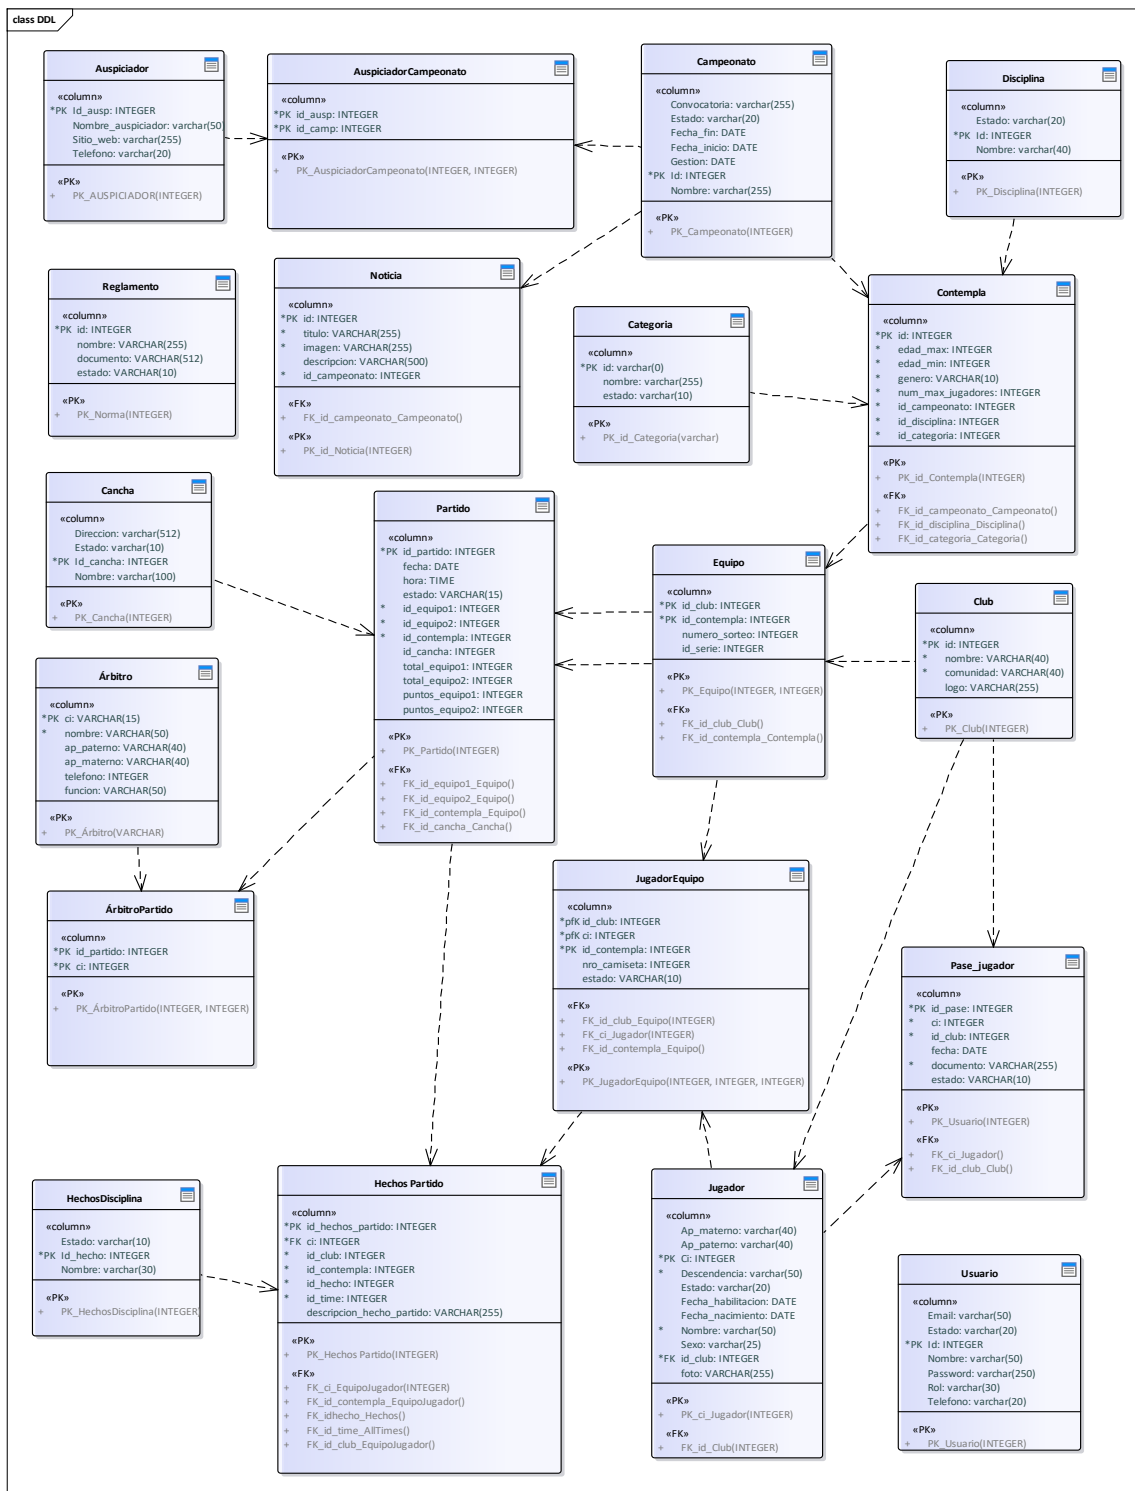 class DDL
Auspiciador
«column»
*PK Id_ausp: INTEGER
Nombre_auspiciador: varchar(50)
Sitio_web: varchar(255)
Telefono: varchar(20)
«PK»
+ PK_AUSPICIADOR(INTEGER)
AuspiciadorCampeonato
«column»
*PK id_ausp: INTEGER
*PK id_camp: INTEGER
«PK»
+ PK_AuspiciadorCampeonato(INTEGER, INTEGER)
Campeonato
«column»
Convocatoria: varchar(255)
Estado: varchar(20)
Fecha_fin: DATE
Fecha_inicio: DATE
Gestion: DATE
*PK Id: INTEGER
Nombre: varchar(255)
«PK»
+ PK_Campeonato(INTEGER)
Disciplina
«column»
Estado: varchar(20)
*PK Id: INTEGER
Nombre: varchar(40)
«PK»
+ PK_Disciplina(INTEGER)
Reglamento
«column»
*PK id: INTEGER
nombre: VARCHAR(255)
documento: VARCHAR(512)
estado: VARCHAR(10)
«PK»
+ PK_Norma(INTEGER)
Noticia
«column»
*PK id: INTEGER
* titulo: VARCHAR(255)
* imagen: VARCHAR(255)
descripcion: VARCHAR(500)
* id_campeonato: INTEGER
«FK»
+ FK_id_campeonato_Campeonato()
«PK»
+ PK_id_Noticia(INTEGER)
Categoria
«column»
*PK id: varchar(0)
nombre: varchar(255)
estado: varchar(10)
«PK»
+ PK_id_Categoria(varchar)
Contempla
«column»
*PK id: INTEGER
* edad_max: INTEGER
* edad_min: INTEGER
* genero: VARCHAR(10)
* num_max_jugadores: INTEGER
* id_campeonato: INTEGER
* id_disciplina: INTEGER
* id_categoria: INTEGER
«PK»
+ PK_id_Contempla(INTEGER)
«FK»
+ FK_id_campeonato_Campeonato()
+ FK_id_disciplina_Disciplina()
+ FK_id_categoria_Categoria()
Cancha
«column»
Direccion: varchar(512)
Estado: varchar(10)
*PK Id_cancha: INTEGER
Nombre: varchar(100)
«PK»
+ PK_Cancha(INTEGER)
Partido
«column»
*PK id_partido: INTEGER
fecha: DATE
hora: TIME
estado: VARCHAR(15)
* id_equipo1: INTEGER
* id_equipo2: INTEGER
* id_contempla: INTEGER
id_cancha: INTEGER
total_equipo1: INTEGER
total_equipo2: INTEGER
puntos_equipo1: INTEGER
puntos_equipo2: INTEGER
«PK»
+ PK_Partido(INTEGER)
«FK»
+ FK_id_equipo1_Equipo()
+ FK_id_equipo2_Equipo()
+ FK_id_contempla_Equipo()
+ FK_id_cancha_Cancha()
Equipo
«column»
*PK id_club: INTEGER
*PK id_contempla: INTEGER
numero_sorteo: INTEGER
id_serie: INTEGER
«PK»
+ PK_Equipo(INTEGER, INTEGER)
«FK»
+ FK_id_club_Club()
+ FK_id_contempla_Contempla()
Club
«column»
*PK id: INTEGER
* nombre: VARCHAR(40)
* comunidad: VARCHAR(40)
logo: VARCHAR(255)
«PK»
+ PK_Club(INTEGER)
Árbitro
«column»
*PK ci: VARCHAR(15)
* nombre: VARCHAR(50)
ap_paterno: VARCHAR(40)
ap_materno: VARCHAR(40)
telefono: INTEGER
funcion: VARCHAR(50)
«PK»
+ PK_Árbitro(VARCHAR)
ÁrbitroPartido
«column»
*PK id_partido: INTEGER
*PK ci: INTEGER
«PK»
+ PK_ÁrbitroPartido(INTEGER, INTEGER)
JugadorEquipo
«column»
*pfK id_club: INTEGER
*pfK ci: INTEGER
*PK id_contempla: INTEGER
nro_camiseta: INTEGER
estado: VARCHAR(10)
«FK»
+ FK_id_club_Equipo(INTEGER)
+ FK_ci_Jugador(INTEGER)
+ FK_id_contempla_Equipo()
«PK»
+ PK_JugadorEquipo(INTEGER, INTEGER, INTEGER)
Pase_jugador
«column»
*PK id_pase: INTEGER
* ci: INTEGER
* id_club: INTEGER
fecha: DATE
* documento: VARCHAR(255)
estado: VARCHAR(10)
«PK»
+ PK_Usuario(INTEGER)
«FK»
+ FK_ci_Jugador()
+ FK_id_club_Club()
HechosDisciplina
«column»
Estado: varchar(10)
*PK Id_hecho: INTEGER
Nombre: varchar(30)
«PK»
+ PK_HechosDisciplina(INTEGER)
Hechos Partido
«column»
*PK id_hechos_partido: INTEGER
*FK ci: INTEGER
* id_club: INTEGER
* id_contempla: INTEGER
* id_hecho: INTEGER
* id_time: INTEGER
descripcion_hecho_partido: VARCHAR(255)
«PK»
+ PK_Hechos Partido(INTEGER)
«FK»
+ FK_ci_EquipoJugador(INTEGER)
+ FK_id_contempla_EquipoJugador()
+ FK_idhecho_Hechos()
+ FK_id_time_AllTimes()
+ FK_id_club_EquipoJugador()
Jugador
«column»
Ap_materno: varchar(40)
Ap_paterno: varchar(40)
*PK Ci: INTEGER
* Descendencia: varchar(50)
Estado: varchar(20)
Fecha_habilitacion: DATE
Fecha_nacimiento: DATE
* Nombre: varchar(50)
Sexo: varchar(25)
*FK id_club: INTEGER
foto: VARCHAR(255)
«PK»
+ PK_ci_Jugador(INTEGER)
«FK»
+ FK_id_Club(INTEGER)
Usuario
«column»
Email: varchar(50)
Estado: varchar(20)
*PK Id: INTEGER
Nombre: varchar(50)
Password: varchar(250)
Rol: varchar(30)
Telefono: varchar(20)
«PK»
+ PK_Usuario(INTEGER)